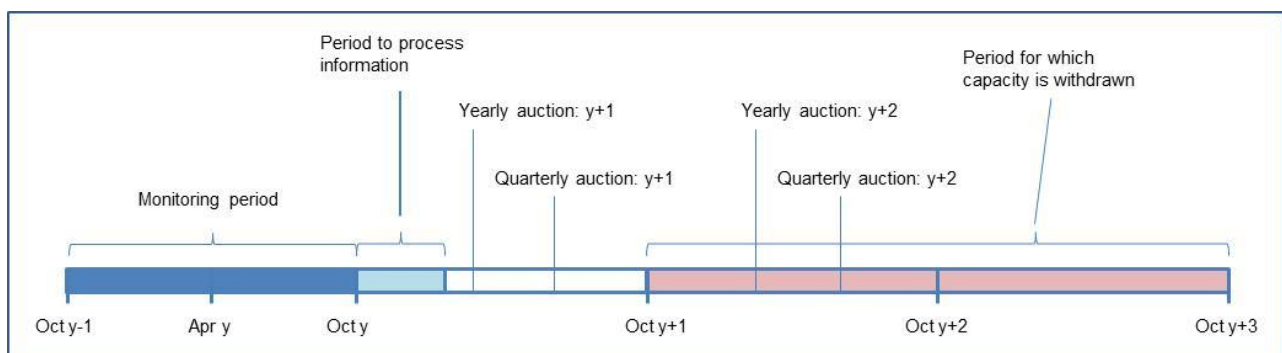 Period to process
information
Period for which
capacity is withdrawn
Yearly auction: y+1
Yearly auction: y+2
Quarterly auction: y+1
Quarterly auction: y+2
Monitoring period
Oct y-1
Apr y
Oct y
Oct y+1
Oct y+2
Oct y+3